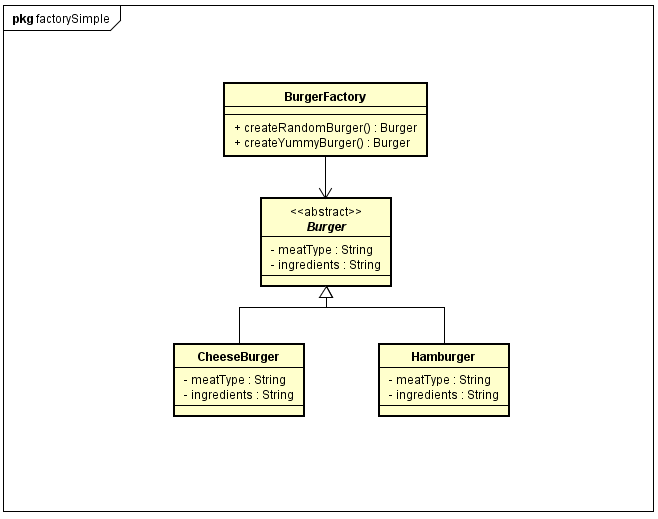 pkg factorySimple
BurgerFactory
+ createRandomBurger() : Burger
+ createYummyBurger() : Burger
<<abstract>>
Burger
- meatType : String
- ingredients : String
CheeseBurger
- meatType : String
- ingredients : String
Hamburger
- meatType : String
- ingredients : String